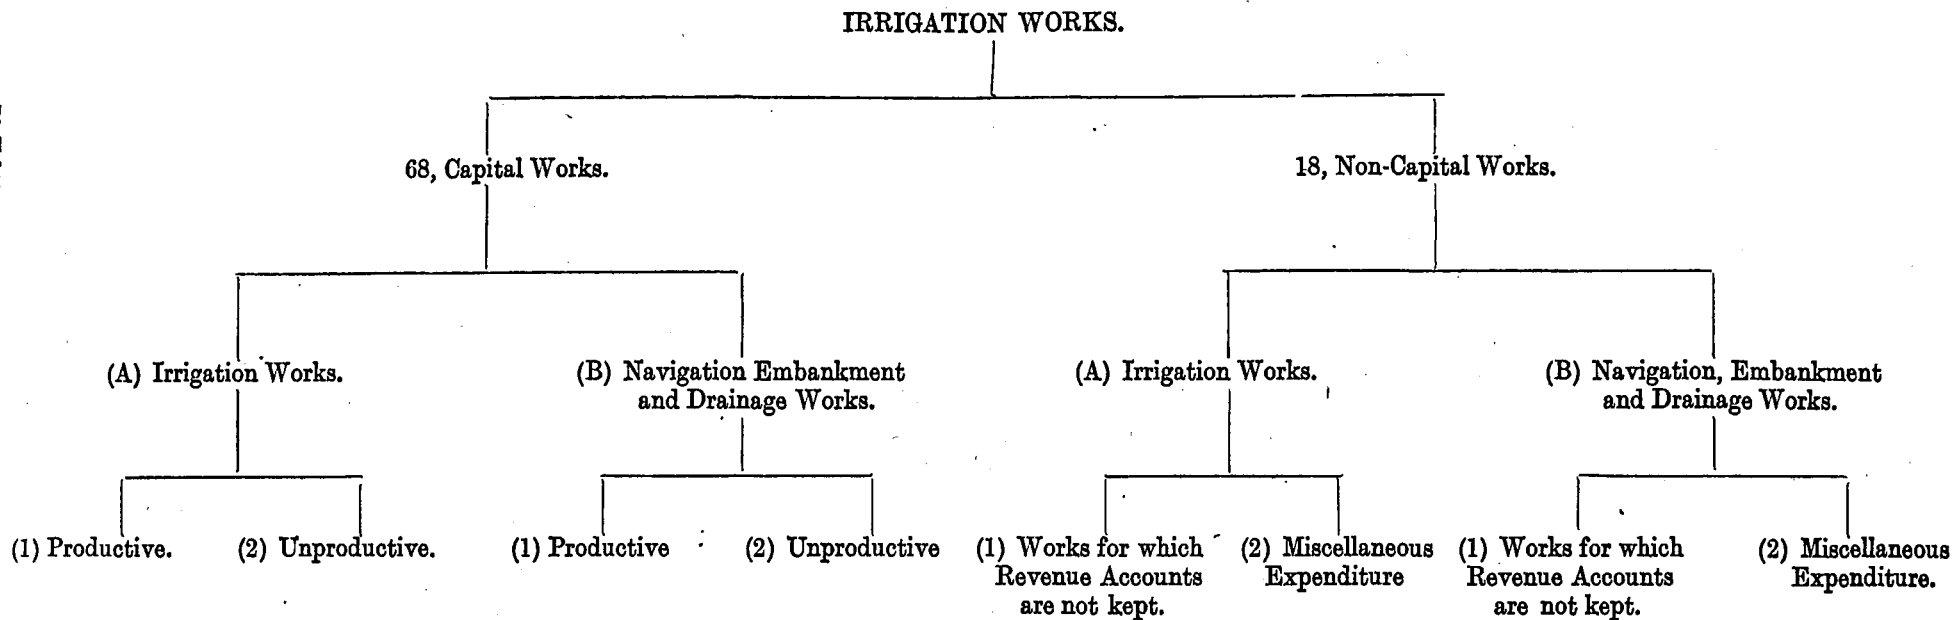 IRRIGATION WORKS.
68, Capital Works.
18, Non-Capital Works.
(A) Irrigation Works.
(B) Navigation Embankment
and Drainage Works.
(A) Irrigation Works.
(B) Navigation, Embankment
and Drainage Works.
(1) Productive.
(2) Unproductive.
(1) Productive
(2) Unproductive
(1) Works for which
Revenue Accounts
are not kept.
(2) Miscellaneous
Expenditure
(1) Works for which
Revenue Accounts
are not kept.
(2) Miscellaneous
Expenditure.